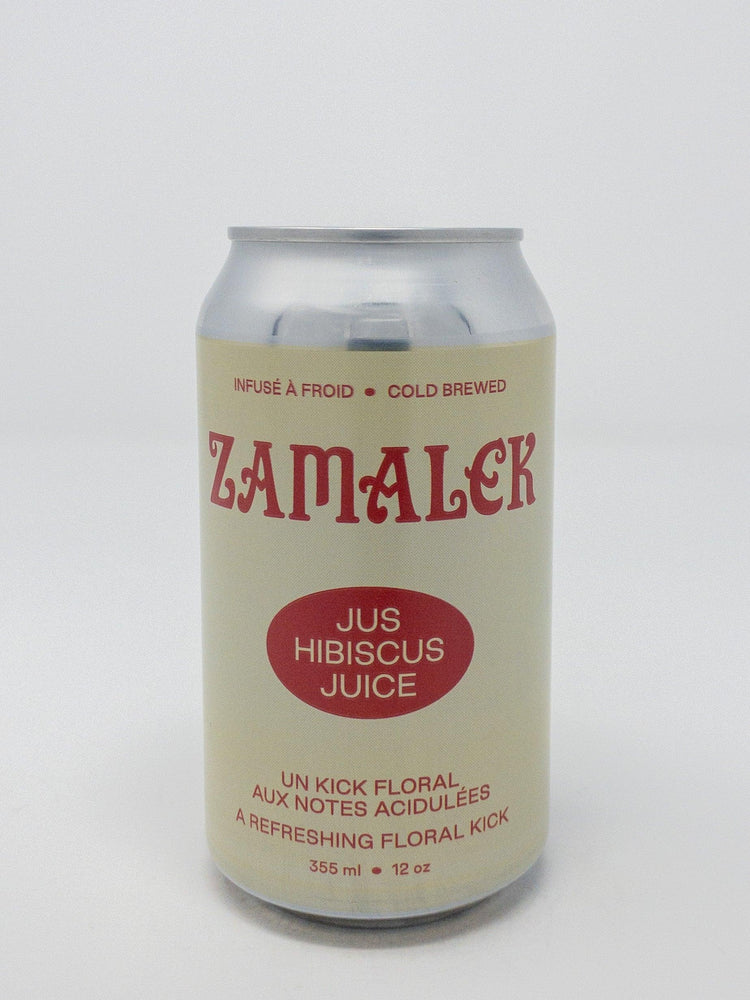 INFUSÉ À FROID • COLD BREWED
ZAMALEK
JUS
HIBISCUS
JUICE
UN KICK FLORAL
AUX NOTES ACIDULÉES
A REFRESHING FLORAL KICK
355 ml • 12 oz